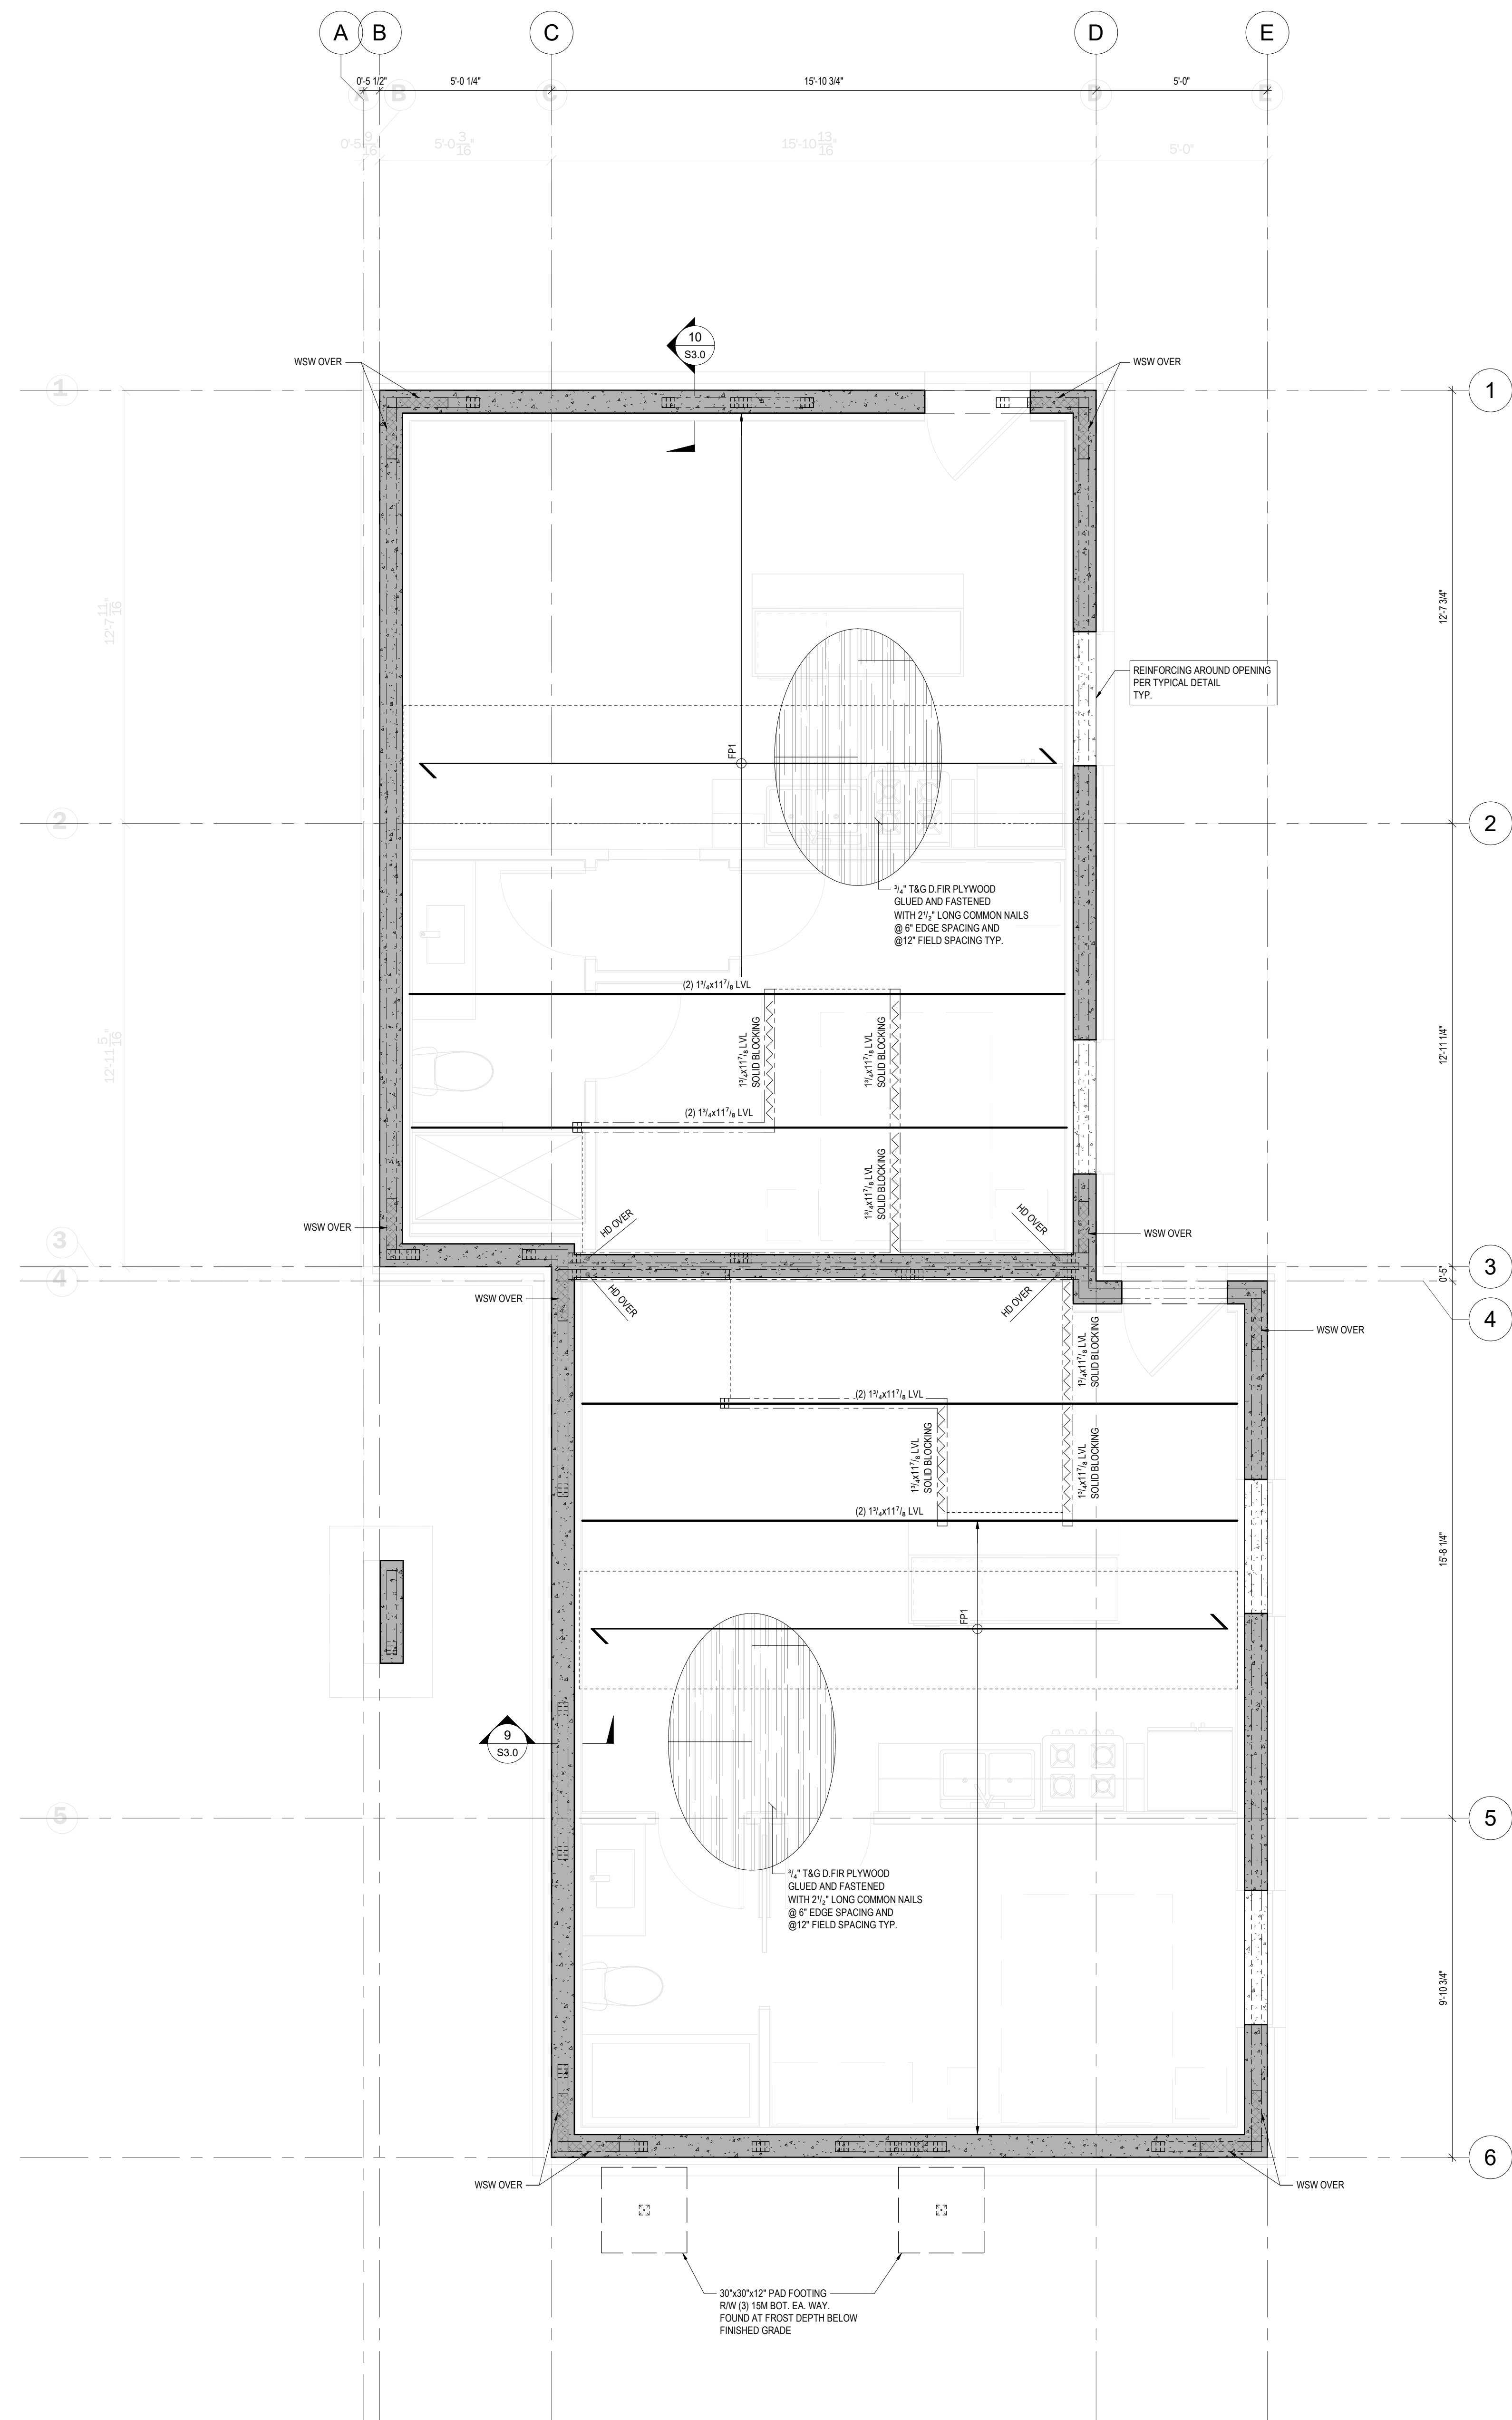 A B C D E
0'-5 1/2" 5'-0 1/4" 15'-10 3/4" 5'-0"
A B C D E
0'-5 9/16" 5'-0 3/16" 15'-10 13/16" 5'-0"
10
S3.0
WSW OVER
WSW OVER
1
1
12'-7 11/16"
12'-7 3/4"
REINFORCING AROUND OPENING
PER TYPICAL DETAIL
TYP.
FP1
2
2
3/4" T&G D.FIR PLYWOOD
GLUED AND FASTENED
WITH 2 1/2" LONG COMMON NAILS
@ 6" EDGE SPACING AND
@12" FIELD SPACING TYP.
(2) 1 3/4x11 7/8 LVL
12'-11 5/16"
1 3/4x11 7/8 LVL
SOLID BLOCKING
1 3/4x11 7/8 LVL
SOLID BLOCKING
12'-11 1/4"
(2) 1 3/4x11 7/8 LVL
1 3/4x11 7/8 LVL
SOLID BLOCKING
WSW OVER
HD OVER
HD OVER
WSW OVER
3
3
4
0'-5"
4
WSW OVER
HD OVER
HD OVER
WSW OVER
1 3/4x11 7/8 LVL
SOLID BLOCKING
(2) 1 3/4x11 7/8 LVL
1 3/4x11 7/8 LVL
SOLID BLOCKING
1 3/4x11 7/8 LVL
SOLID BLOCKING
(2) 1 3/4x11 7/8 LVL
15'-8 1/4"
FP1
9
S3.0
5
5
3/4" T&G D.FIR PLYWOOD
GLUED AND FASTENED
WITH 2 1/2" LONG COMMON NAILS
@ 6" EDGE SPACING AND
@12" FIELD SPACING TYP.
9'-10 3/4"
6
WSW OVER
WSW OVER
30"x30"x12" PAD FOOTING
R/W (3) 15M BOT. EA. WAY.
FOUND AT FROST DEPTH BELOW
FINISHED GRADE